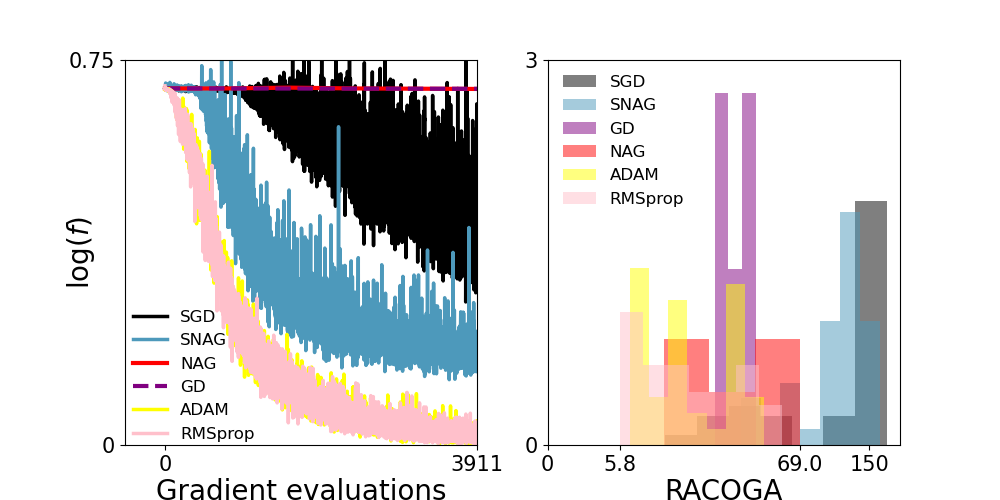 0.75
log(f)
SGD
SNAG
NAG
GD
ADAM
RMSprop
0
0
3911
Gradient evaluations
3
SGD
SNAG
GD
NAG
ADAM
RMSprop
0
5.8
69.0
150
RACOGA